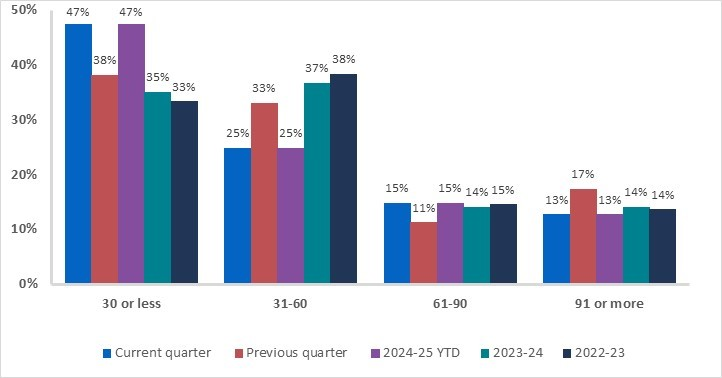 50%
40%
30%
20%
10%
0%
47% 38% 47% 35% 33%
25% 33% 25% 37% 38%
15% 11% 15% 14% 15%
13% 17% 13% 14% 14%
30 or less 31-60 61-90 91 or more
Current quarter Previous quarter 2024-25 YTD 2023-24 2022-23